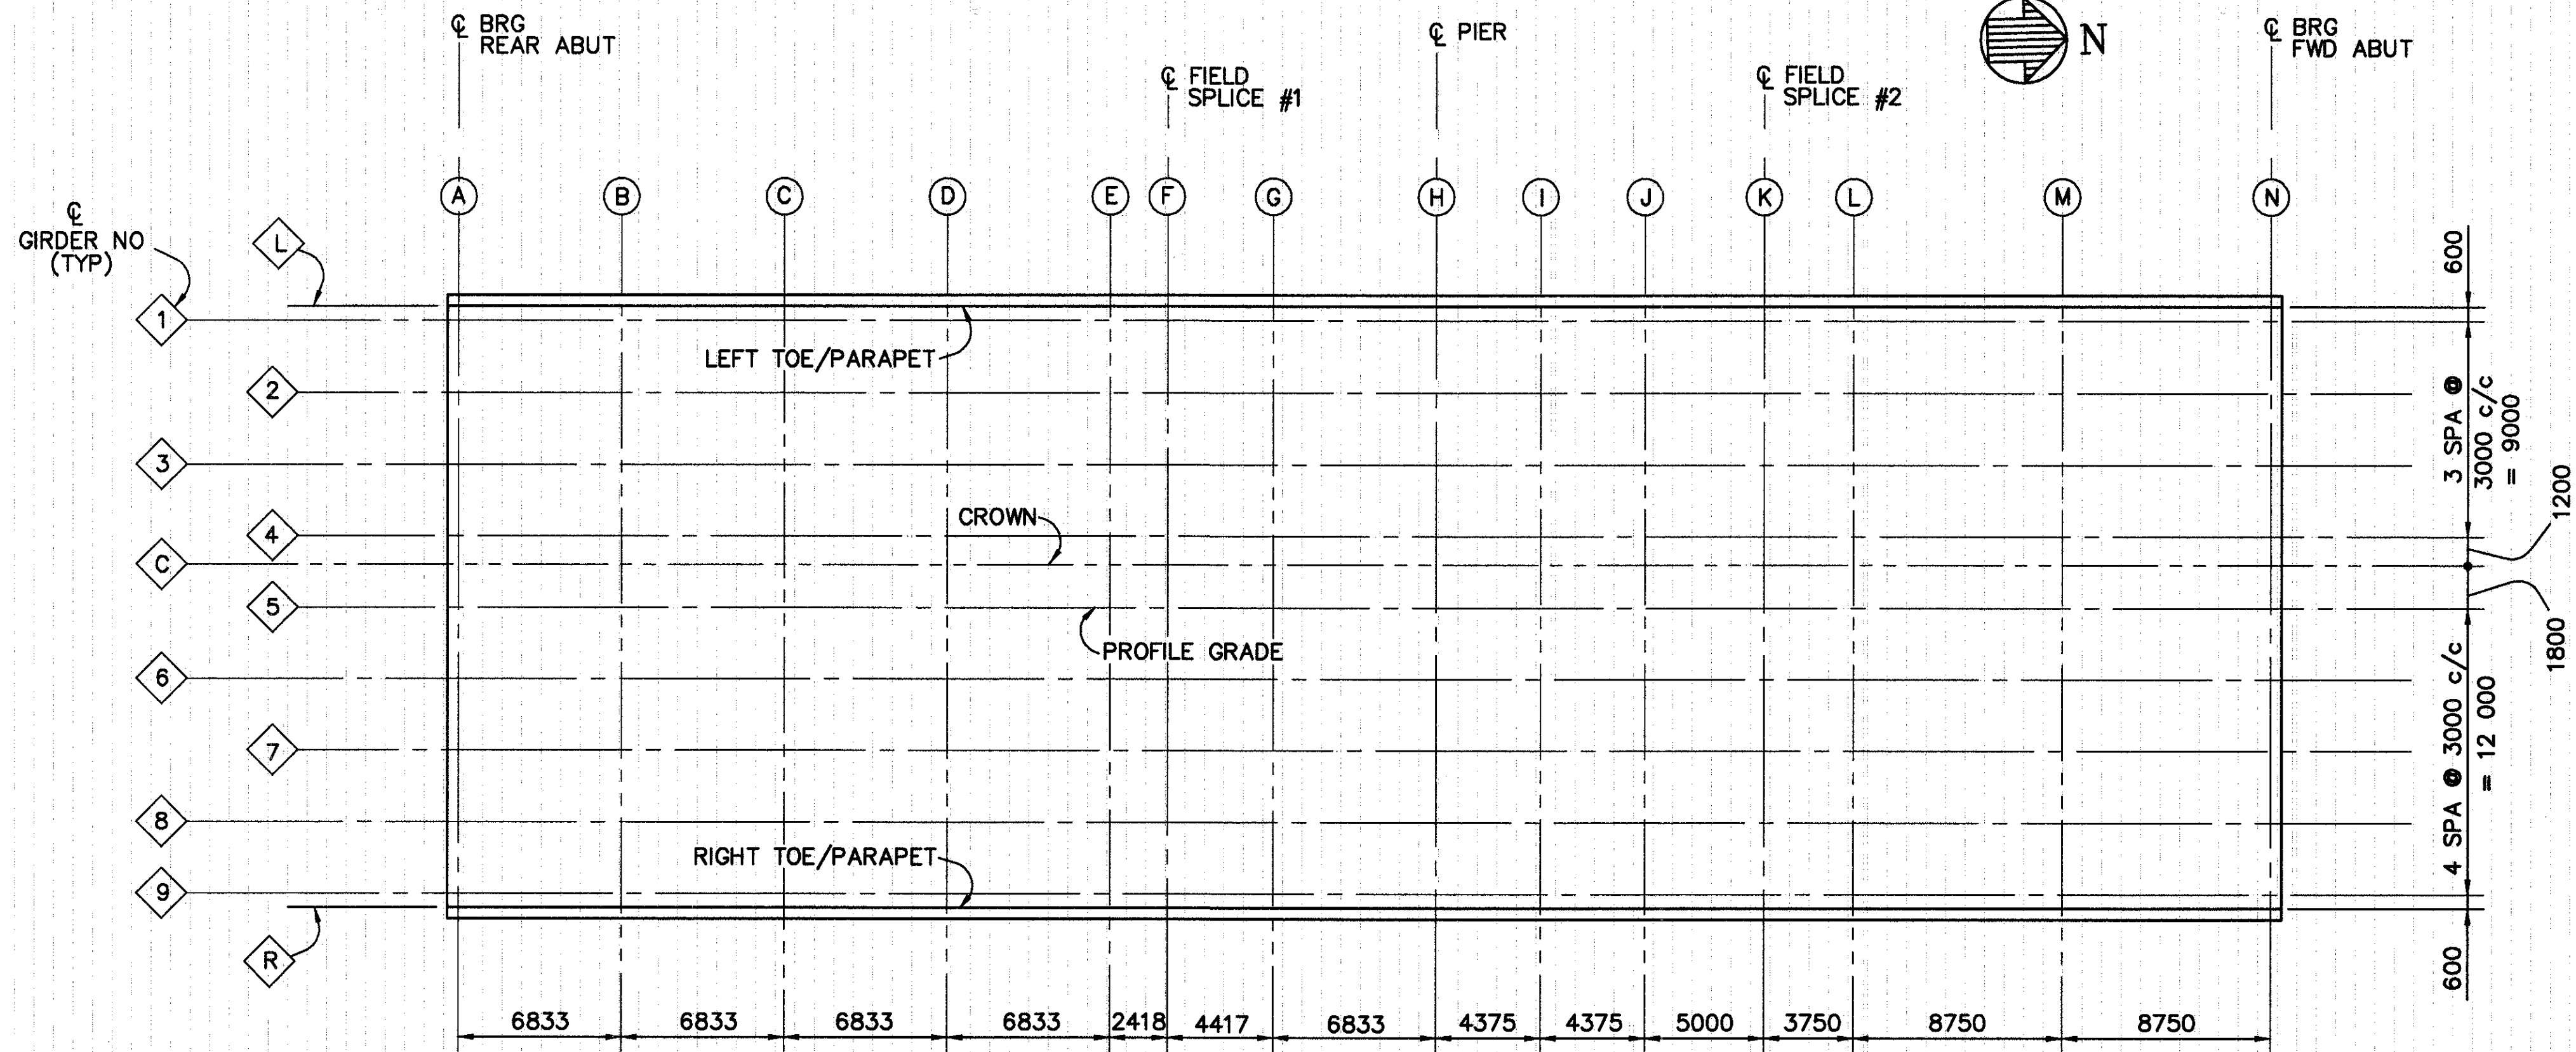 ℄ BRG
REAR ABUT
℄ FIELD
SPLICE #1
℄ PIER
℄ FIELD
SPLICE #2
N
℄ BRG
FWD ABUT
A B C D E F G H I J K L M N
℄
GIRDER NO
(TYP)
L
1
2
3
4
C
5
6
7
8
9
R
LEFT TOE/PARAPET
CROWN
PROFILE GRADE
RIGHT TOE/PARAPET
600
3 SPA @
3000 c/c
= 9000
1200
1800
4 SPA @ 3000 c/c
= 12 000
600
6833 6833 6833 6833 2418 4417 6833 4375 4375 5000 3750 8750 8750